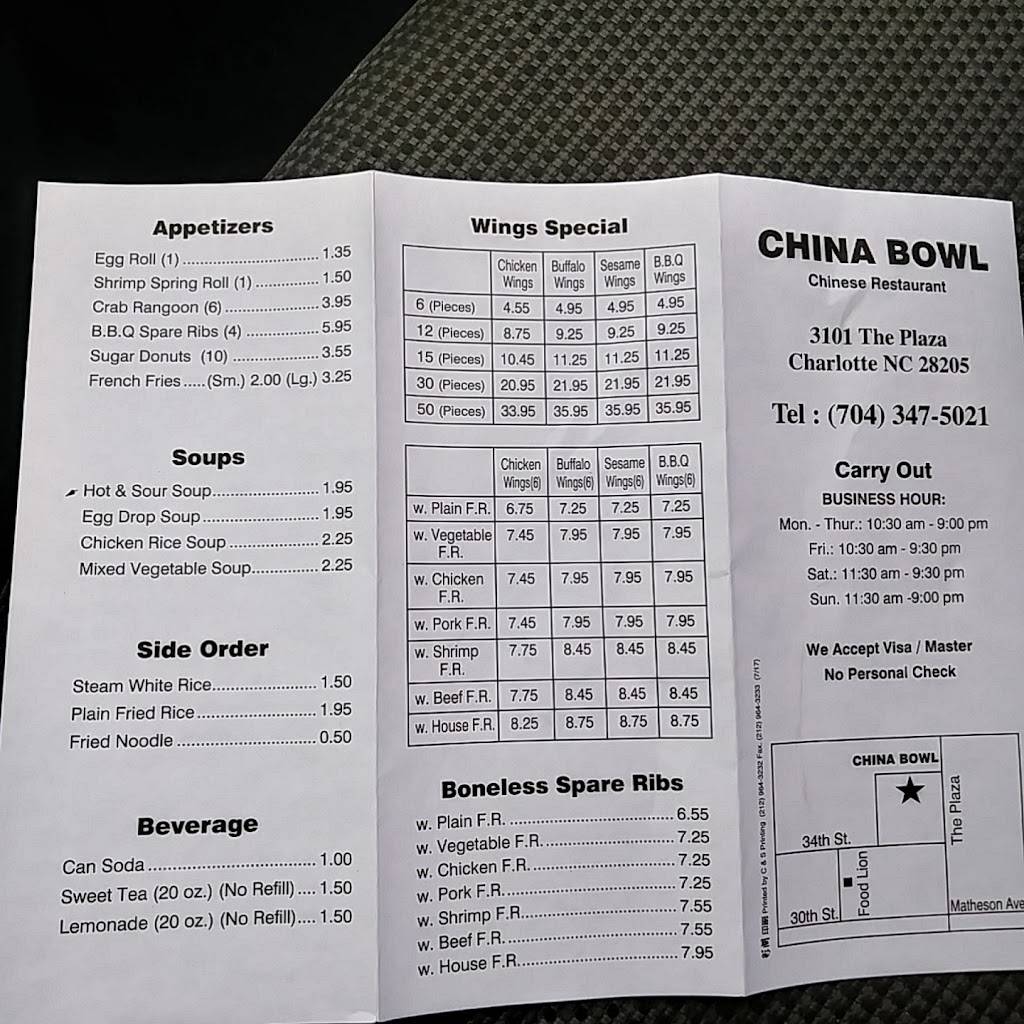 Appetizers
Egg Roll (1) ............................. 1.35
Shrimp Spring Roll (1) .............. 1.50
Crab Rangoon (6) ..................... 3.95
B.B.Q Spare Ribs (4) ................ 5.95
Sugar Donuts (10) ................... 3.55
French Fries.....(Sm.) 2.00 (Lg.) 3.25
Soups
Hot & Sour Soup....................... 1.95
Egg Drop Soup......................... 1.95
Chicken Rice Soup ................... 2.25
Mixed Vegetable Soup.............. 2.25
Side Order
Steam White Rice...................... 1.50
Plain Fried Rice......................... 1.95
Fried Noodle ............................. 0.50
Beverage
Can Soda.................................... 1.00
Sweet Tea (20 oz.) (No Refill).... 1.50
Lemonade (20 oz.) (No Refill).... 1.50
Wings Special
Chicken Wings Buffalo Wings Sesame Wings B.B.Q Wings
6 (Pieces) 4.55 4.95 4.95 4.95
12 (Pieces) 8.75 9.25 9.25 9.25
15 (Pieces) 10.45 11.25 11.25 11.25
30 (Pieces) 20.95 21.95 21.95 21.95
50 (Pieces) 33.95 35.95 35.95 35.95
Chicken Wings(6) Buffalo Wings(6) Sesame Wings(6) B.B.Q Wings(6)
w. Plain F.R. 6.75 7.25 7.25 7.25
w. Vegetable F.R. 7.45 7.95 7.95 7.95
w. Chicken F.R. 7.45 7.95 7.95 7.95
w. Pork F.R. 7.45 7.95 7.95 7.95
w. Shrimp F.R. 7.75 8.45 8.45 8.45
w. Beef F.R. 7.75 8.45 8.45 8.45
w. House F.R. 8.25 8.75 8.75 8.75
Boneless Spare Ribs
w. Plain F.R. ................................... 6.55
w. Vegetable F.R............................ 7.25
w. Chicken F.R............................... 7.25
w. Pork F.R.................................... 7.25
w. Shrimp F.R................................ 7.55
w. Beef F.R.................................... 7.55
w. House F.R................................. 7.95
CHINA BOWL
Chinese Restaurant
3101 The Plaza
Charlotte NC 28205
Tel : (704) 347-5021
Carry Out
BUSINESS HOUR:
Mon. - Thur.: 10:30 am - 9:00 pm
Fri.: 10:30 am - 9:30 pm
Sat.: 11:30 am - 9:30 pm
Sun. 11:30 am -9:00 pm
We Accept Visa / Master
No Personal Check
印刷 Printed by C & S Printing (212) 964-3232 Fax. (212) 964-3233 (7/17)
CHINA BOWL
The Plaza
34th St.
Food Lion
30th St.
Matheson Ave